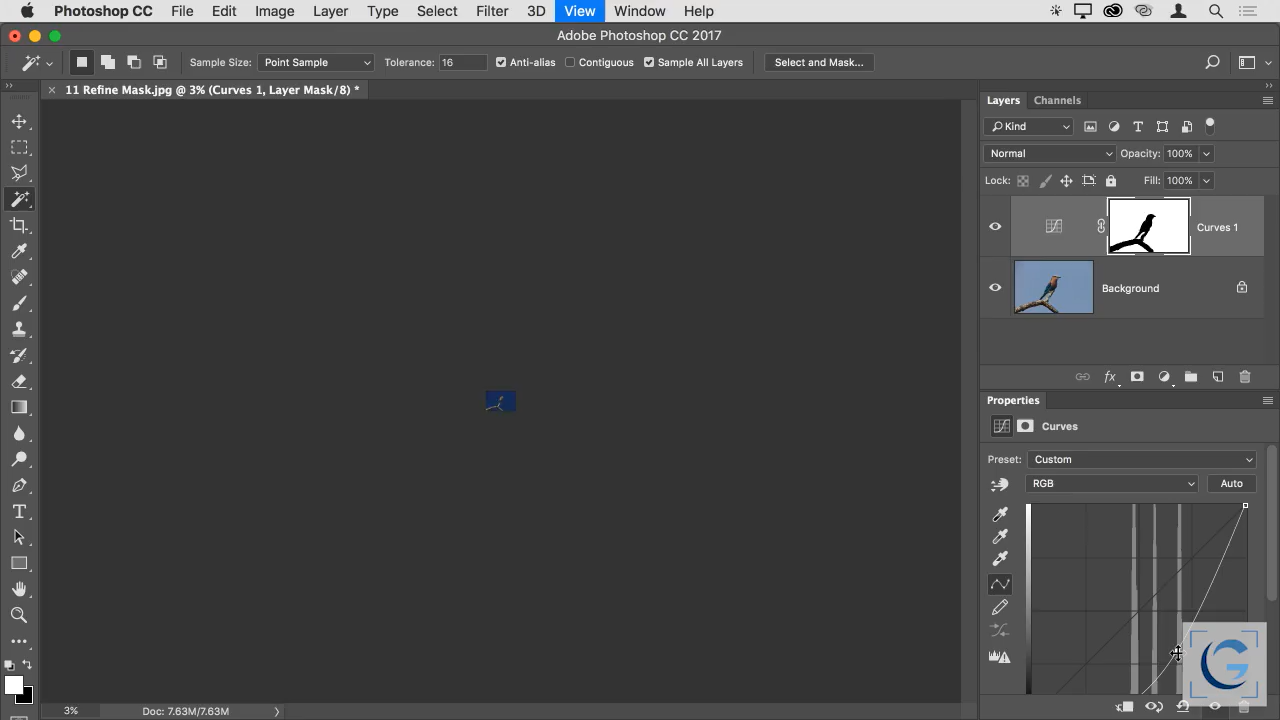 Photoshop CC File Edit Image Layer Type Select Filter 3D View Window Help
Adobe Photoshop CC 2017
Sample Size: Point Sample Tolerance: 16 Anti-alias Contiguous Sample All Layers Select and Mask...
11 Refine Mask.jpg @ 3% (Curves 1, Layer Mask/8) *
Layers Channels
Kind
Normal Opacity: 100%
Lock: Fill: 100%
Curves 1
Background
fx
Properties
Curves
Preset: Custom
RGB Auto
3% Doc: 7.63M/7.63M